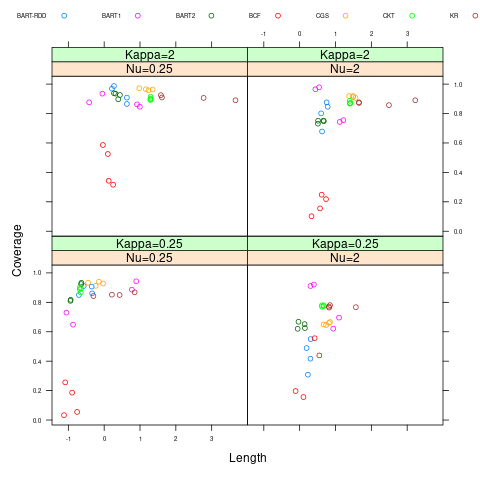 BART-RDD BART1 BART2 BCF CGS CKT KR
-1 0 1 2 3
Kappa=2 Kappa=2
Nu=0.25 Nu=2
1.0
0.8
0.6
0.4
0.2
0.0
Kappa=0.25 Kappa=0.25
Nu=0.25 Nu=2
1.0
0.8
0.6
0.4
0.2
0.0
-1 0 1 2 3
Coverage
Length